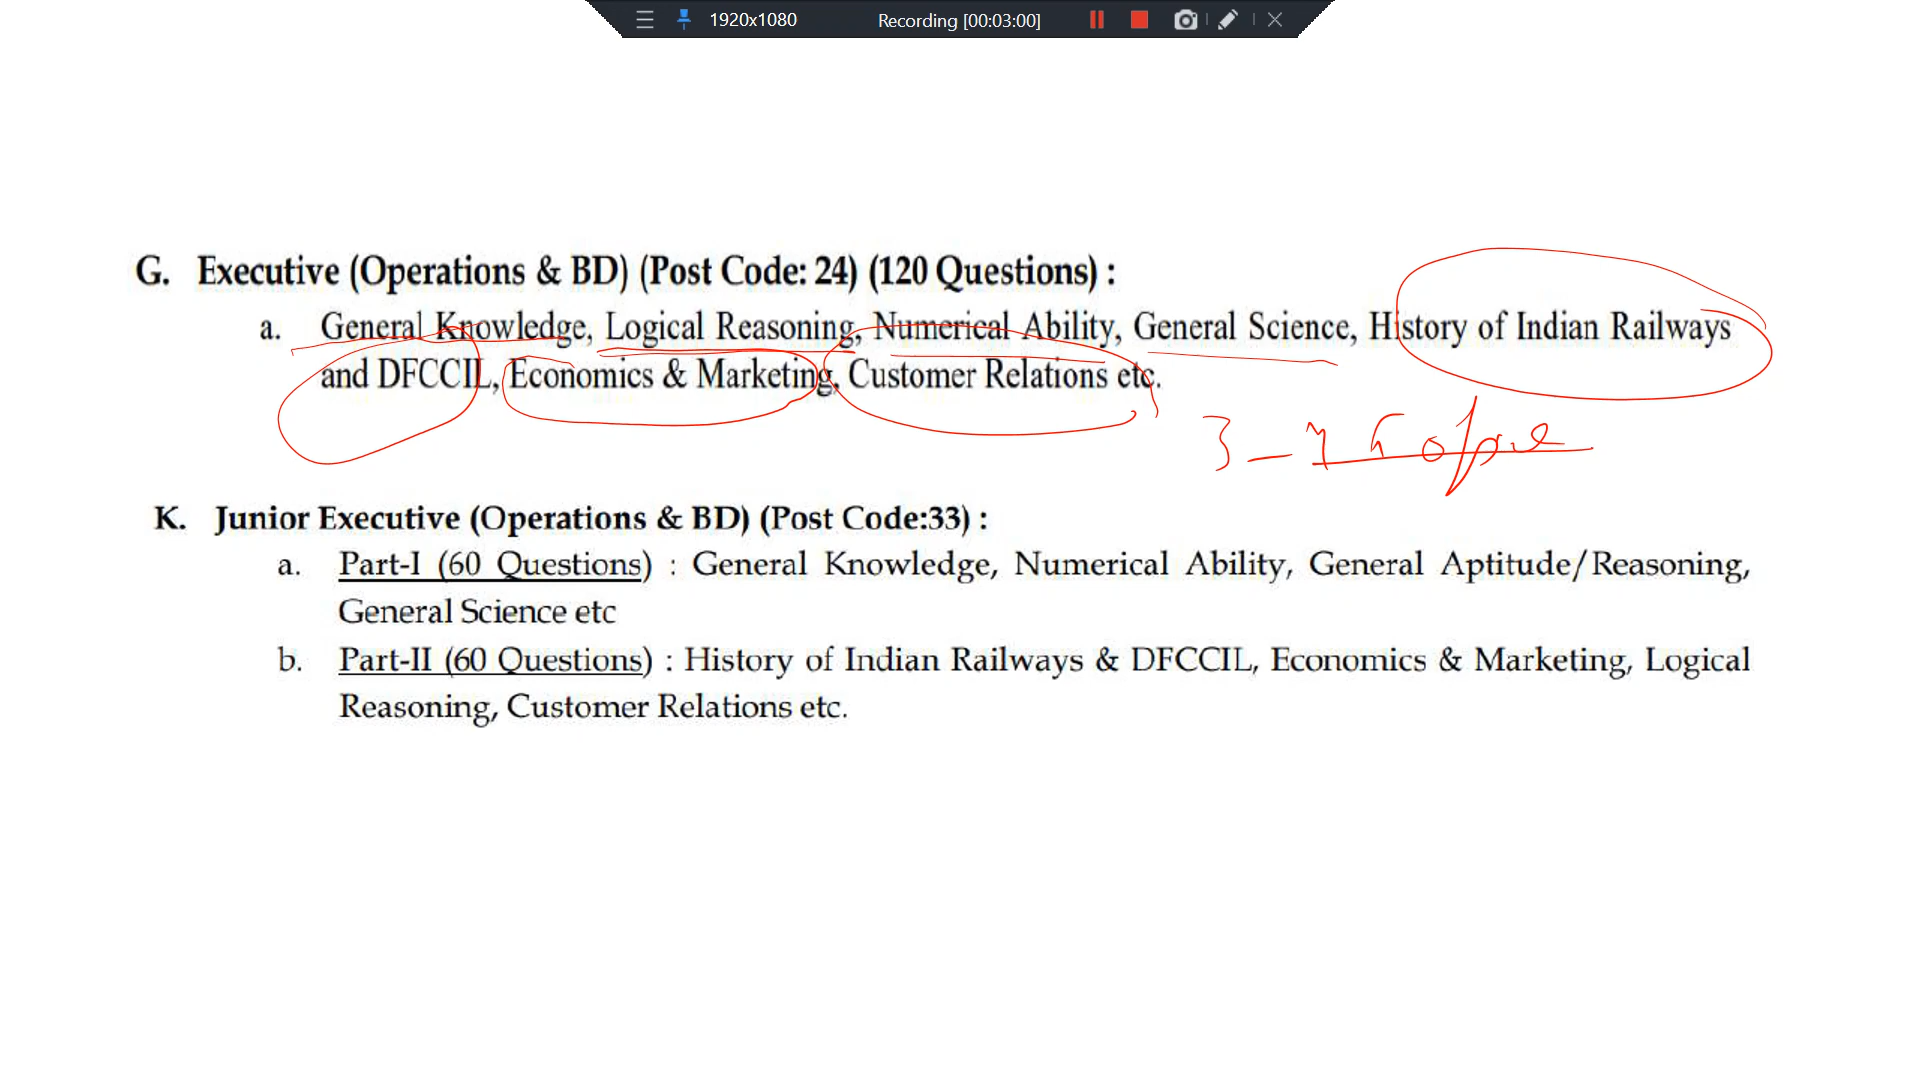 1920x1080 Recording [00:03:00]
G. Executive (Operations & BD) (Post Code: 24) (120 Questions) :
a. General Knowledge, Logical Reasoning, Numerical Ability, General Science, History of Indian Railways
and DFCCIL, Economics & Marketing, Customer Relations etc.
K. Junior Executive (Operations & BD) (Post Code:33) :
a. Part-I (60 Questions) : General Knowledge, Numerical Ability, General Aptitude/Reasoning,
General Science etc
b. Part-II (60 Questions) : History of Indian Railways & DFCCIL, Economics & Marketing, Logical
Reasoning, Customer Relations etc.